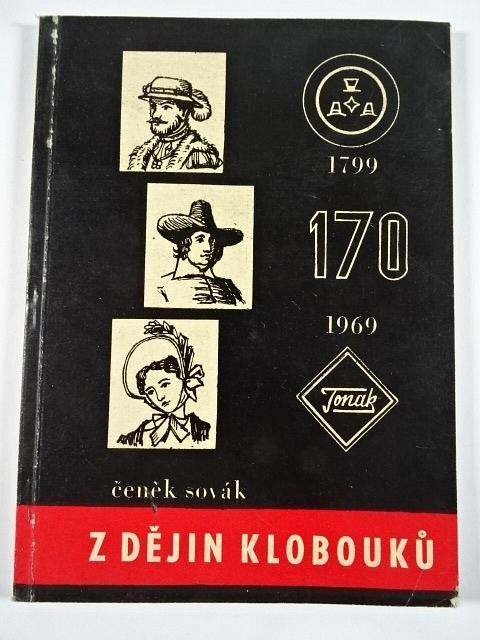 1799
170
1969
Tonak
čeněk sovák
Z DĚJIN KLOBOUKŮ